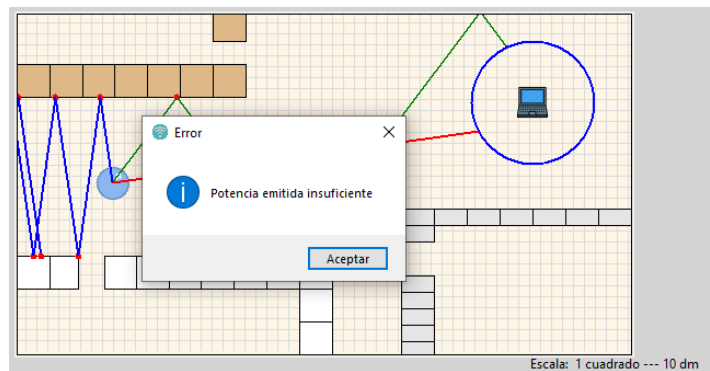 Error
Potencia emitida insuficiente
Aceptar
Escala: 1 cuadrado --- 10 dm